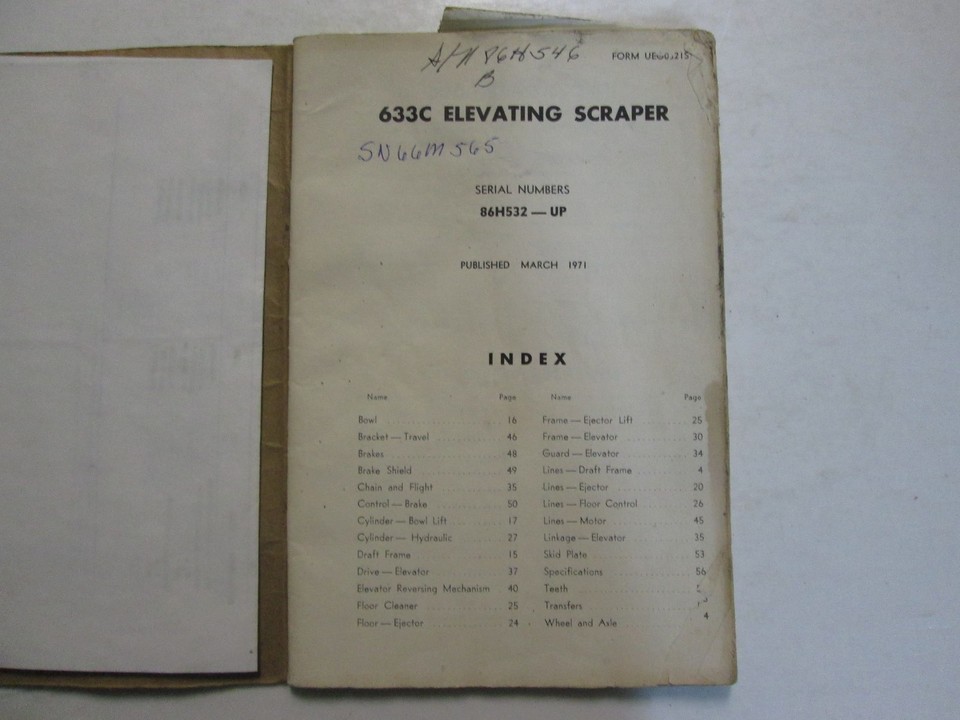 A/N 86H546
FORM
B
633C ELEVATING SCRAPER
SN66M565
SERIAL NUMBERS
86H532 — UP
PUBLISHED MARCH 1971
INDEX
Name Page Name Page
Bowl 16 Frame — Ejector Lift 25
Bracket — Travel 46 Frame — Elevator 30
Brakes 48 Guard — Elevator 34
Brake Shield 49 Lines — Draft Frame 4
Chain and Flight 35 Lines — Ejector 20
Control — Brake 50 Lines — Floor Control 26
Cylinder — Bowl Lift 17 Lines — Motor 45
Cylinder — Hydraulic 27 Linkage — Elevator 35
Draft Frame 15 Skid Plate 53
Drive — Elevator 37 Specifications 56
Elevator Reversing Mechanism 40 Teeth
Floor Cleaner 25 Transfers
Floor — Ejector 24 Wheel and Axle 4